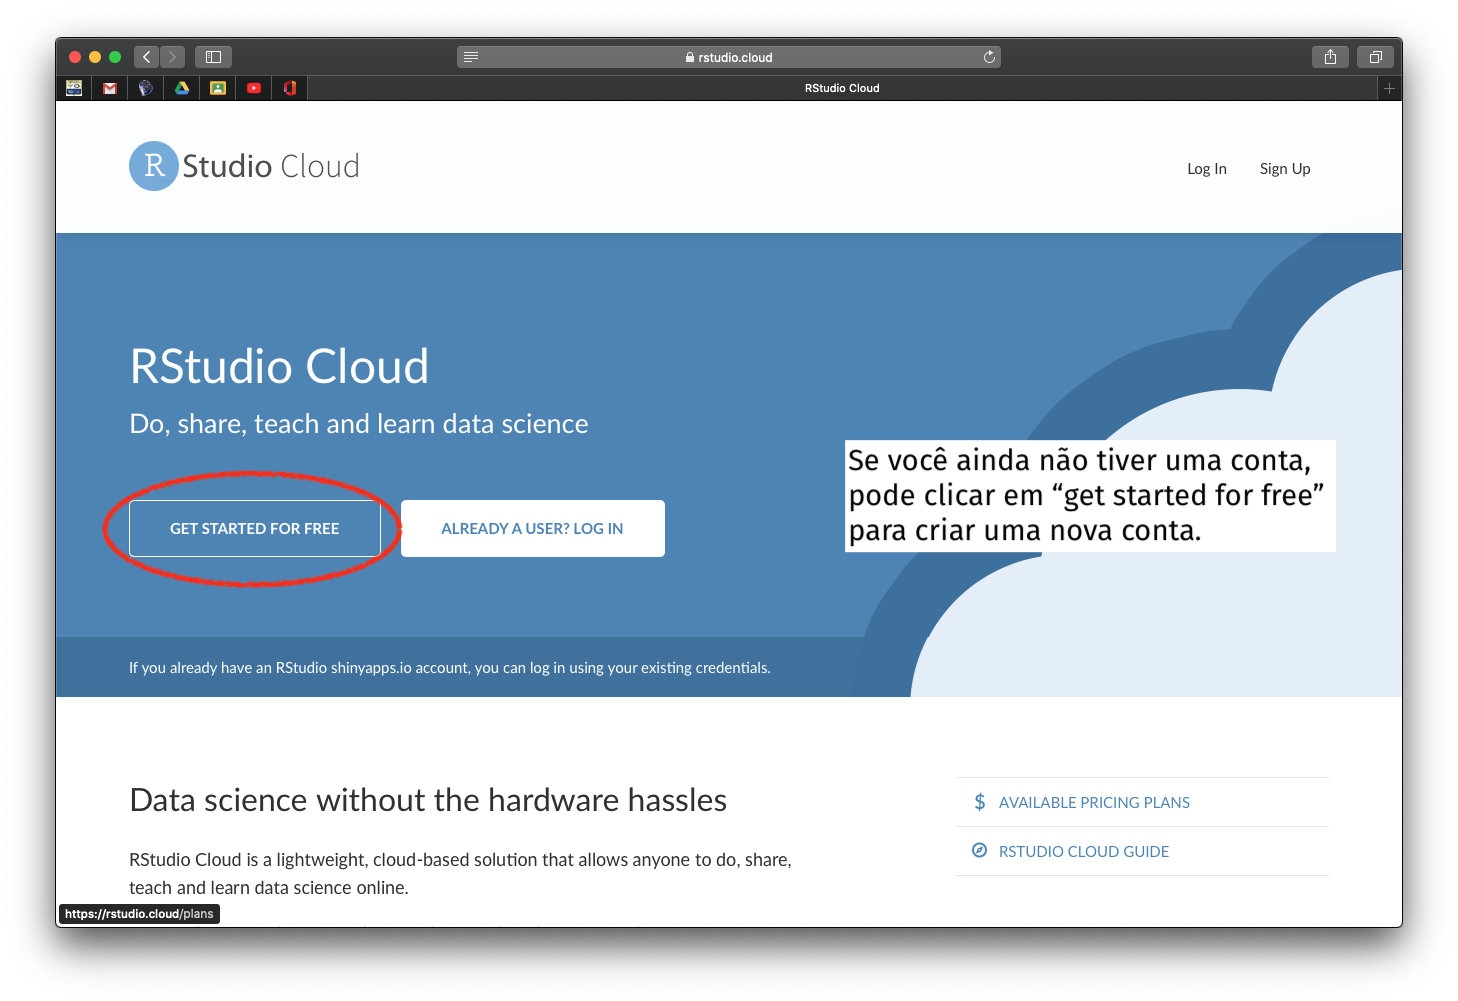 rstudio.cloud
RStudio Cloud
R Studio Cloud
Log In
Sign Up
RStudio Cloud
Do, share, teach and learn data science
GET STARTED FOR FREE
ALREADY A USER? LOG IN
Se você ainda não tiver uma conta,
pode clicar em “get started for free”
para criar uma nova conta.
If you already have an RStudio shinyapps.io account, you can log in using your existing credentials.
Data science without the hardware hassles
RStudio Cloud is a lightweight, cloud-based solution that allows anyone to do, share,
teach and learn data science online.
$ AVAILABLE PRICING PLANS
RSTUDIO CLOUD GUIDE
https://rstudio.cloud/plans